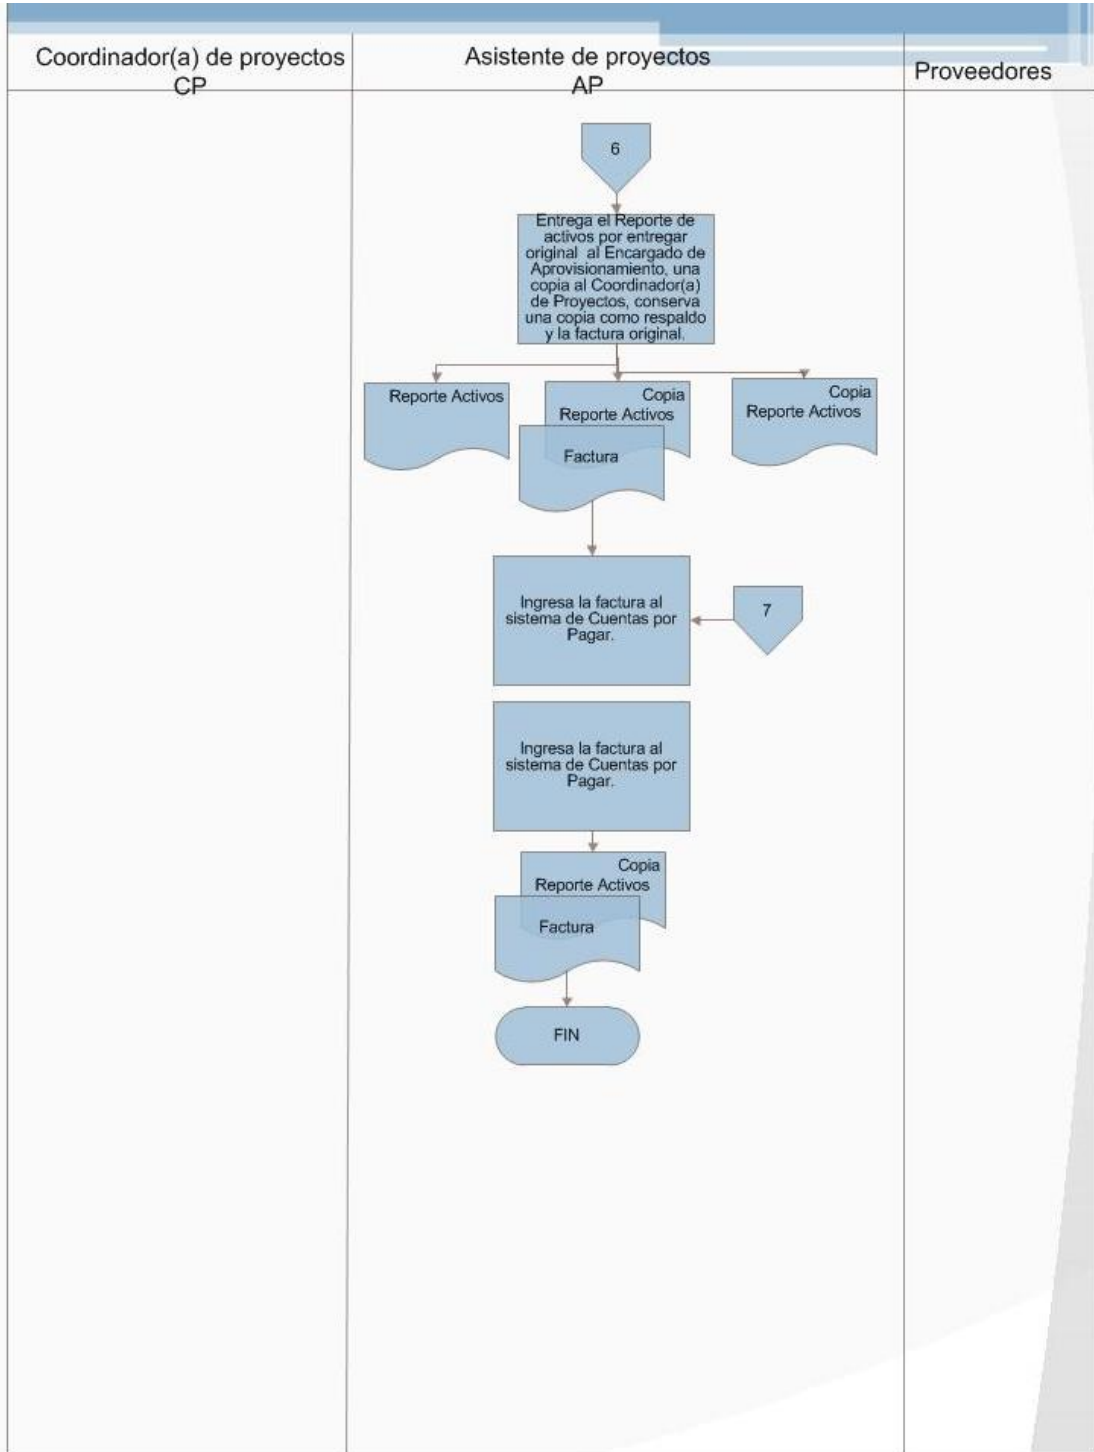 Coordinador(a) de proyectos
CP
Asistente de proyectos
AP
Proveedores
6
Entrega el Reporte de
activos por entregar
original al Encargado de
Aprovisionamiento, una
copia al Coordinador(a)
de Proyectos, conserva
una copia como respaldo
y la factura original.
Reporte Activos
Copia
Reporte Activos
Factura
Copia
Reporte Activos
Ingresa la factura al
sistema de Cuentas por
Pagar.
7
Ingresa la factura al
sistema de Cuentas por
Pagar.
Copia
Reporte Activos
Factura
FIN